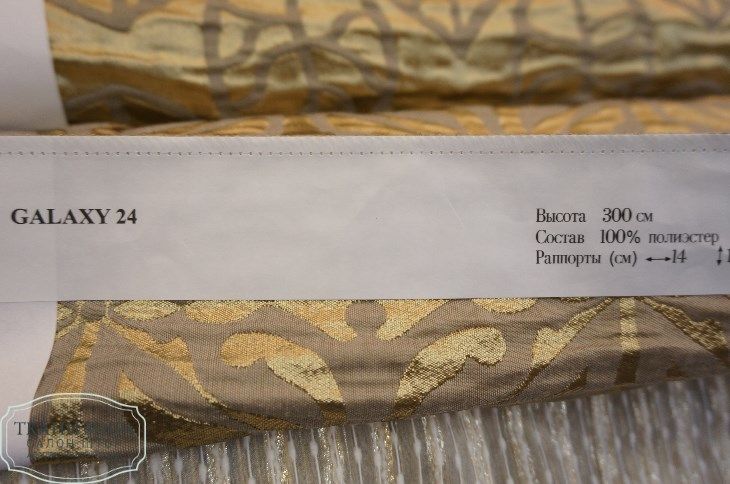 GALAXY 24
Высота 300 см
Состав 100% полиэстер
Раппорты (см) ↔14 ↕